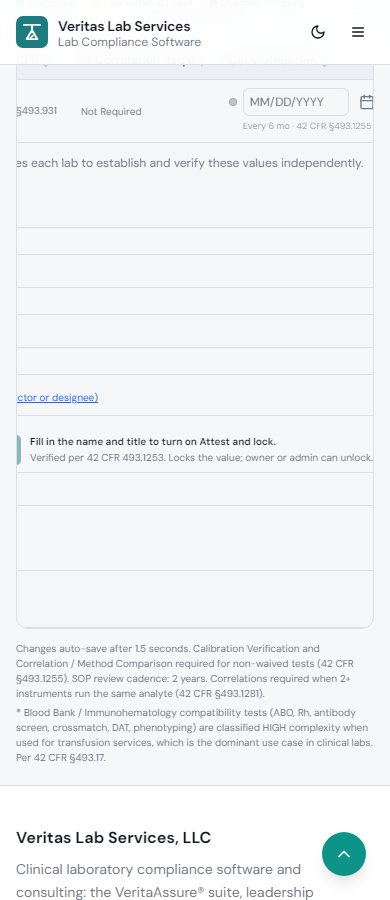 Veritas Lab Services
Lab Compliance Software
§493.931 Not Required MM/DD/YYYY
Every 6 mo · 42 CFR §493.1255
es each lab to establish and verify these values independently.
ctor or designee)
Fill in the name and title to turn on Attest and lock.
Verified per 42 CFR 493.1253. Locks the value; owner or admin can unlock.
Changes auto-save after 1.5 seconds. Calibration Verification and
Correlation / Method Comparison required for non-waived tests (42 CFR
§493.1255). SOP review cadence: 2 years. Correlations required when 2+
instruments run the same analyte (42 CFR §493.1281).
* Blood Bank / Immunohematology compatibility tests (ABO, Rh, antibody
screen, crossmatch, DAT, phenotyping) are classified HIGH complexity when
used for transfusion services, which is the dominant use case in clinical labs.
Per 42 CFR §493.17.
Veritas Lab Services, LLC
Clinical laboratory compliance software and
consulting: the VeritaAssure® suite, leadership